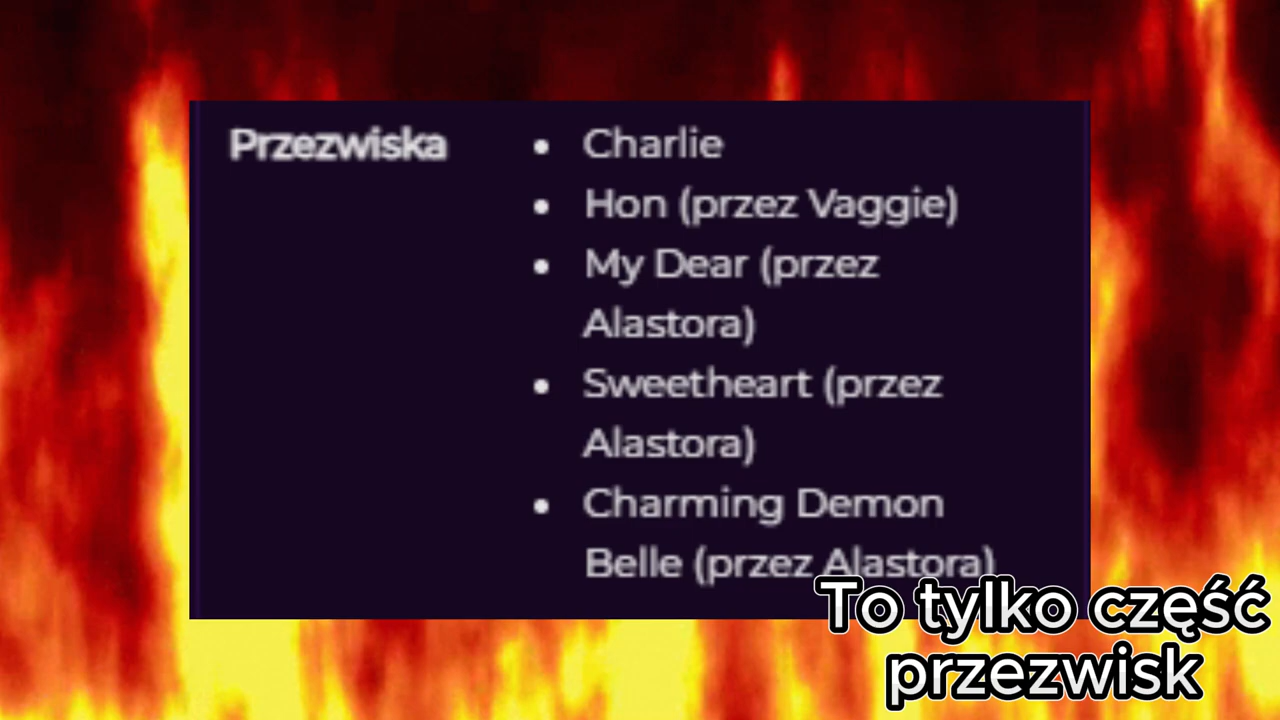 Przezwiska
• Charlie
• Hon (przez Vaggie)
• My Dear (przez
Alastora)
• Sweetheart (przez
Alastora)
• Charming Demon
Belle (przez Alastora)
To tylko część
przezwisk